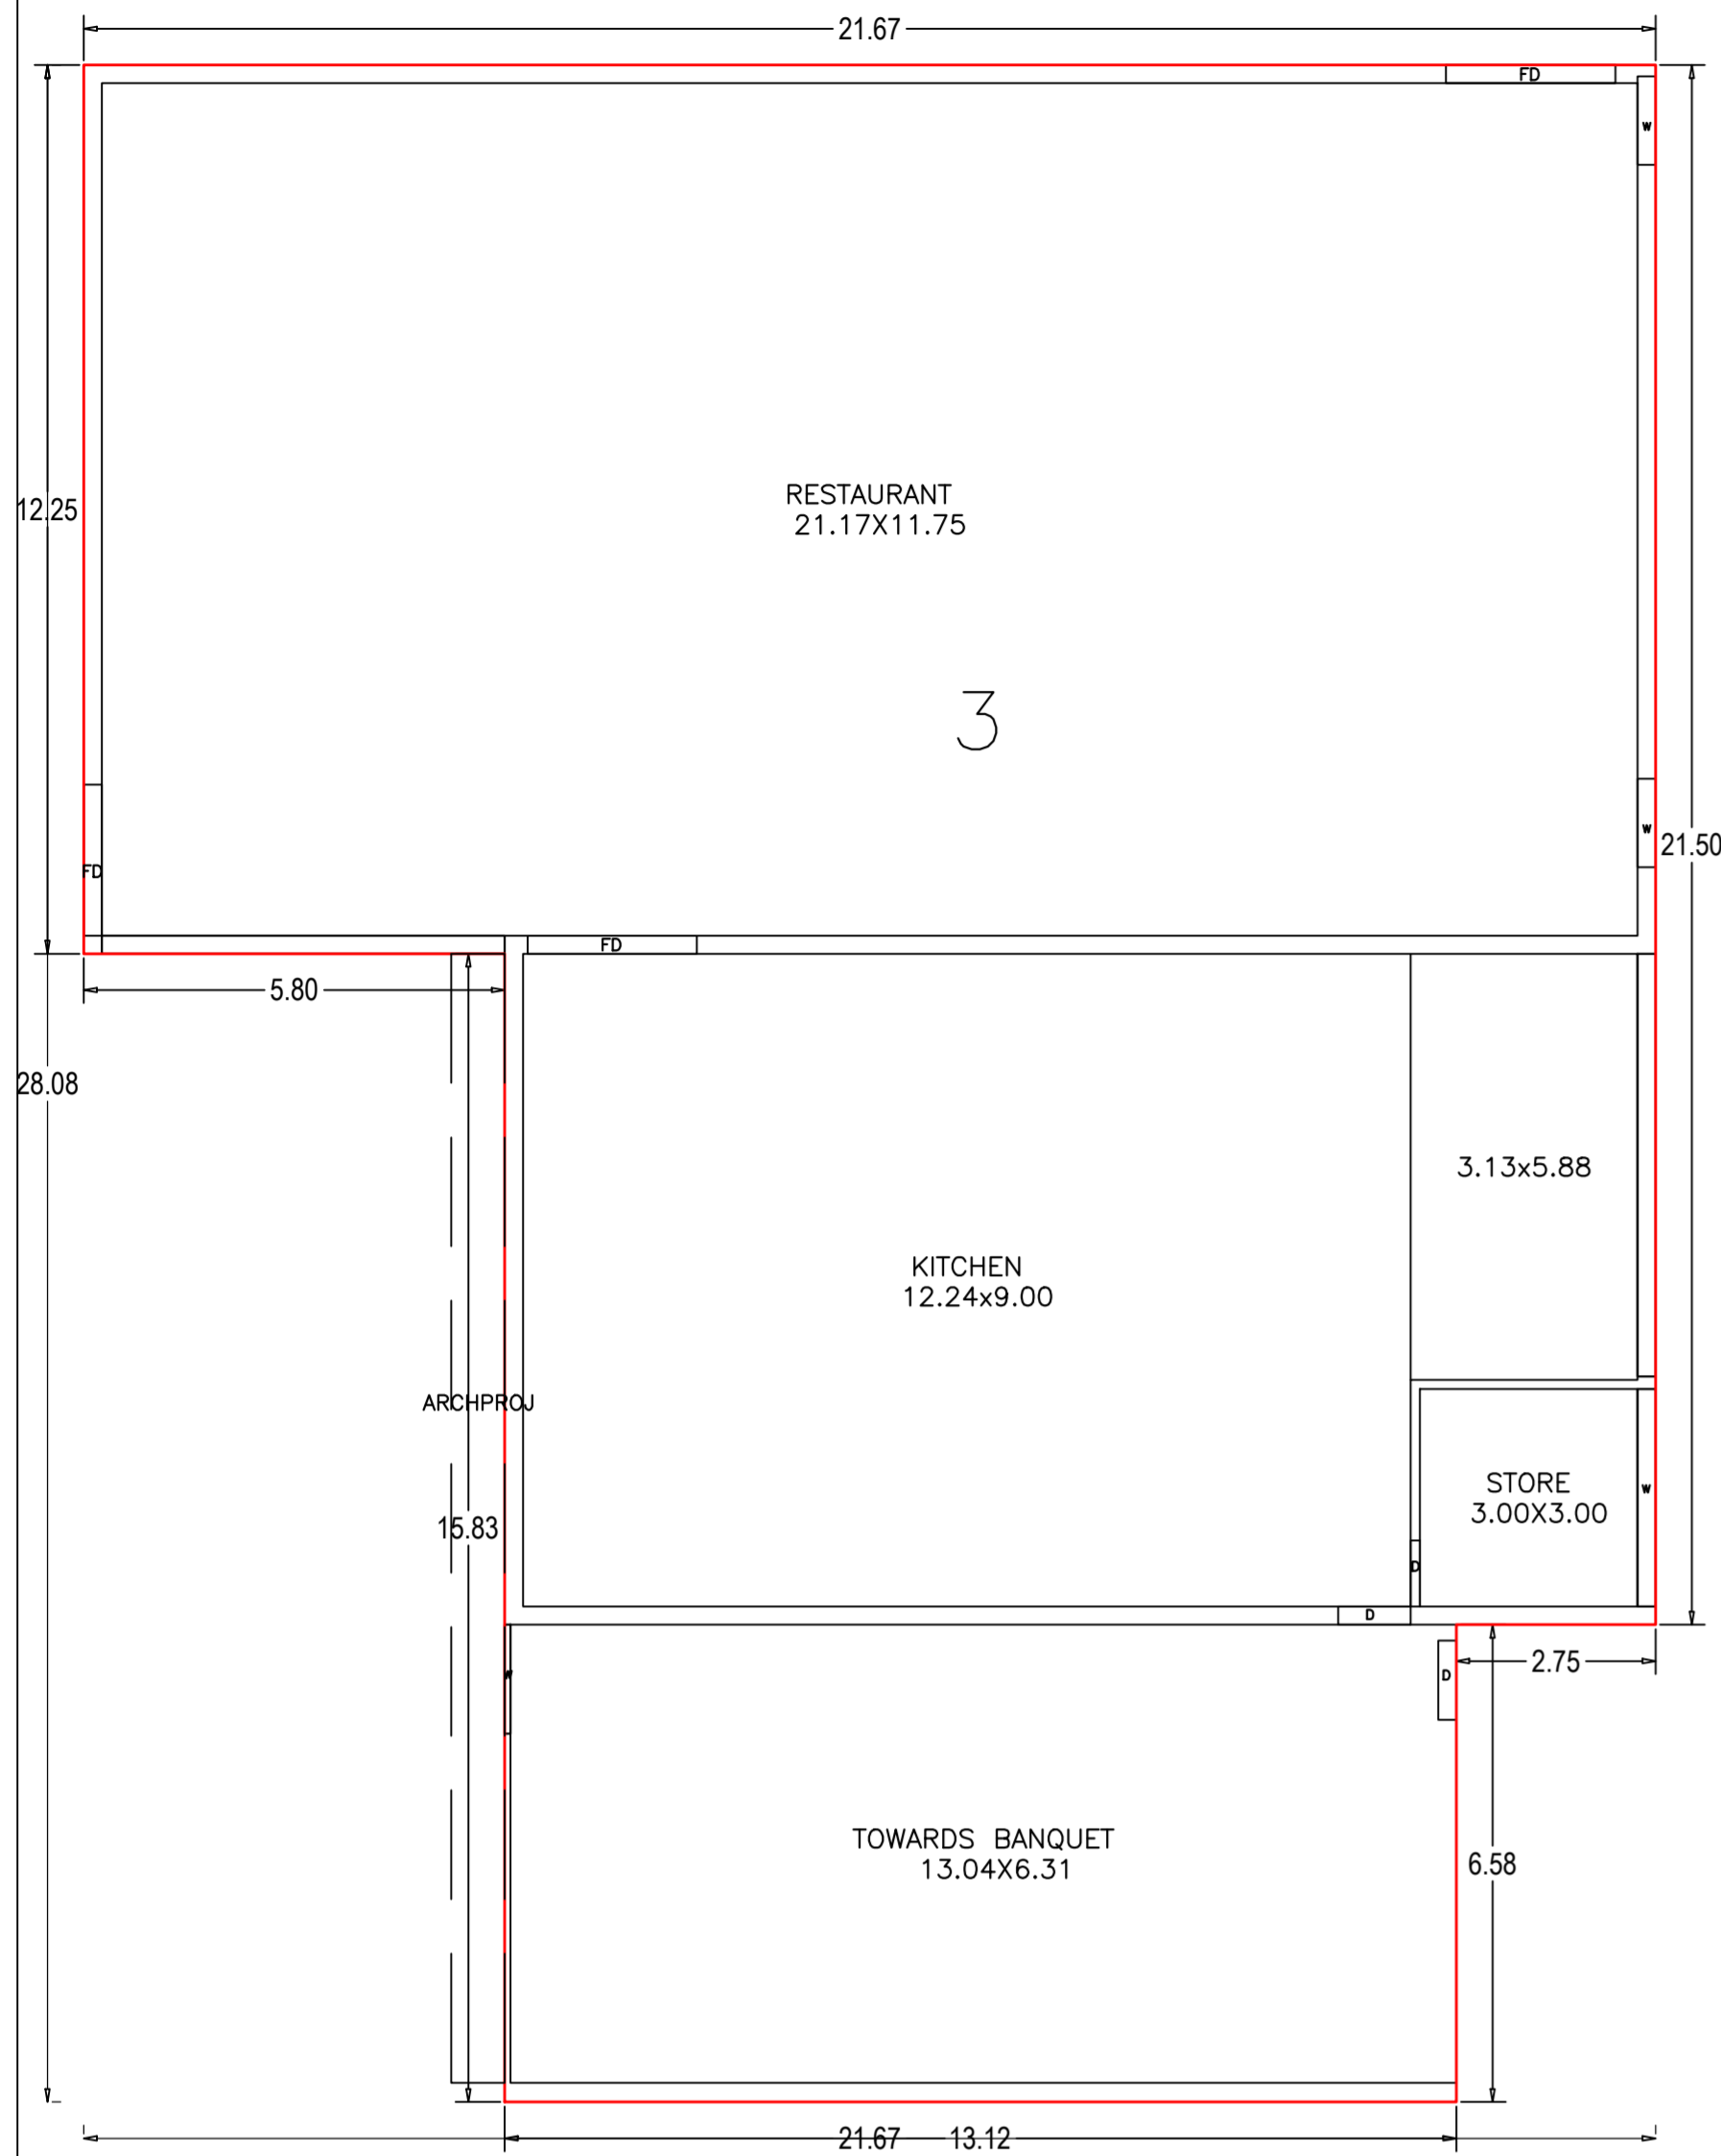 21.67
FD
W
RESTAURANT
21.17X11.75
12.25
3
W
21.50
FD
FD
5.80
28.08
3.13x5.88
KITCHEN
12.24x9.00
ARCHPROJ
STORE
3.00X3.00
W
15.83
D
D
2.75
W
D
TOWARDS BANQUET
13.04X6.31
6.58
21.67 13.12